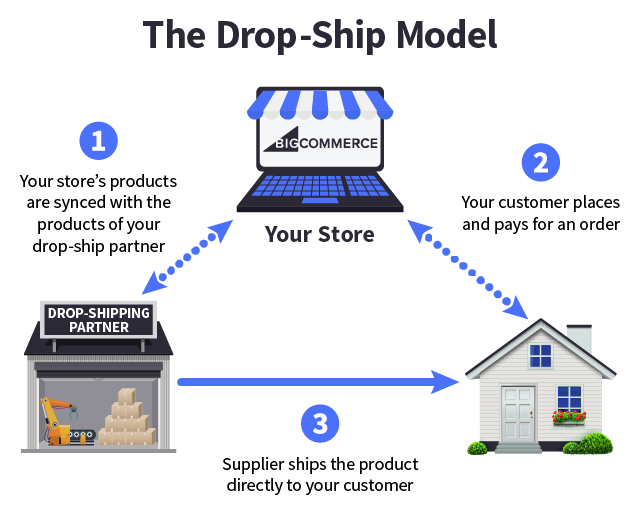 The Drop-Ship Model
1
Your store's products
are synced with the
products of your
drop-ship partner
BIGCOMMERCE
Your Store
2
Your customer places
and pays for an order
DROP-SHIPPING
PARTNER
3
Supplier ships the product
directly to your customer